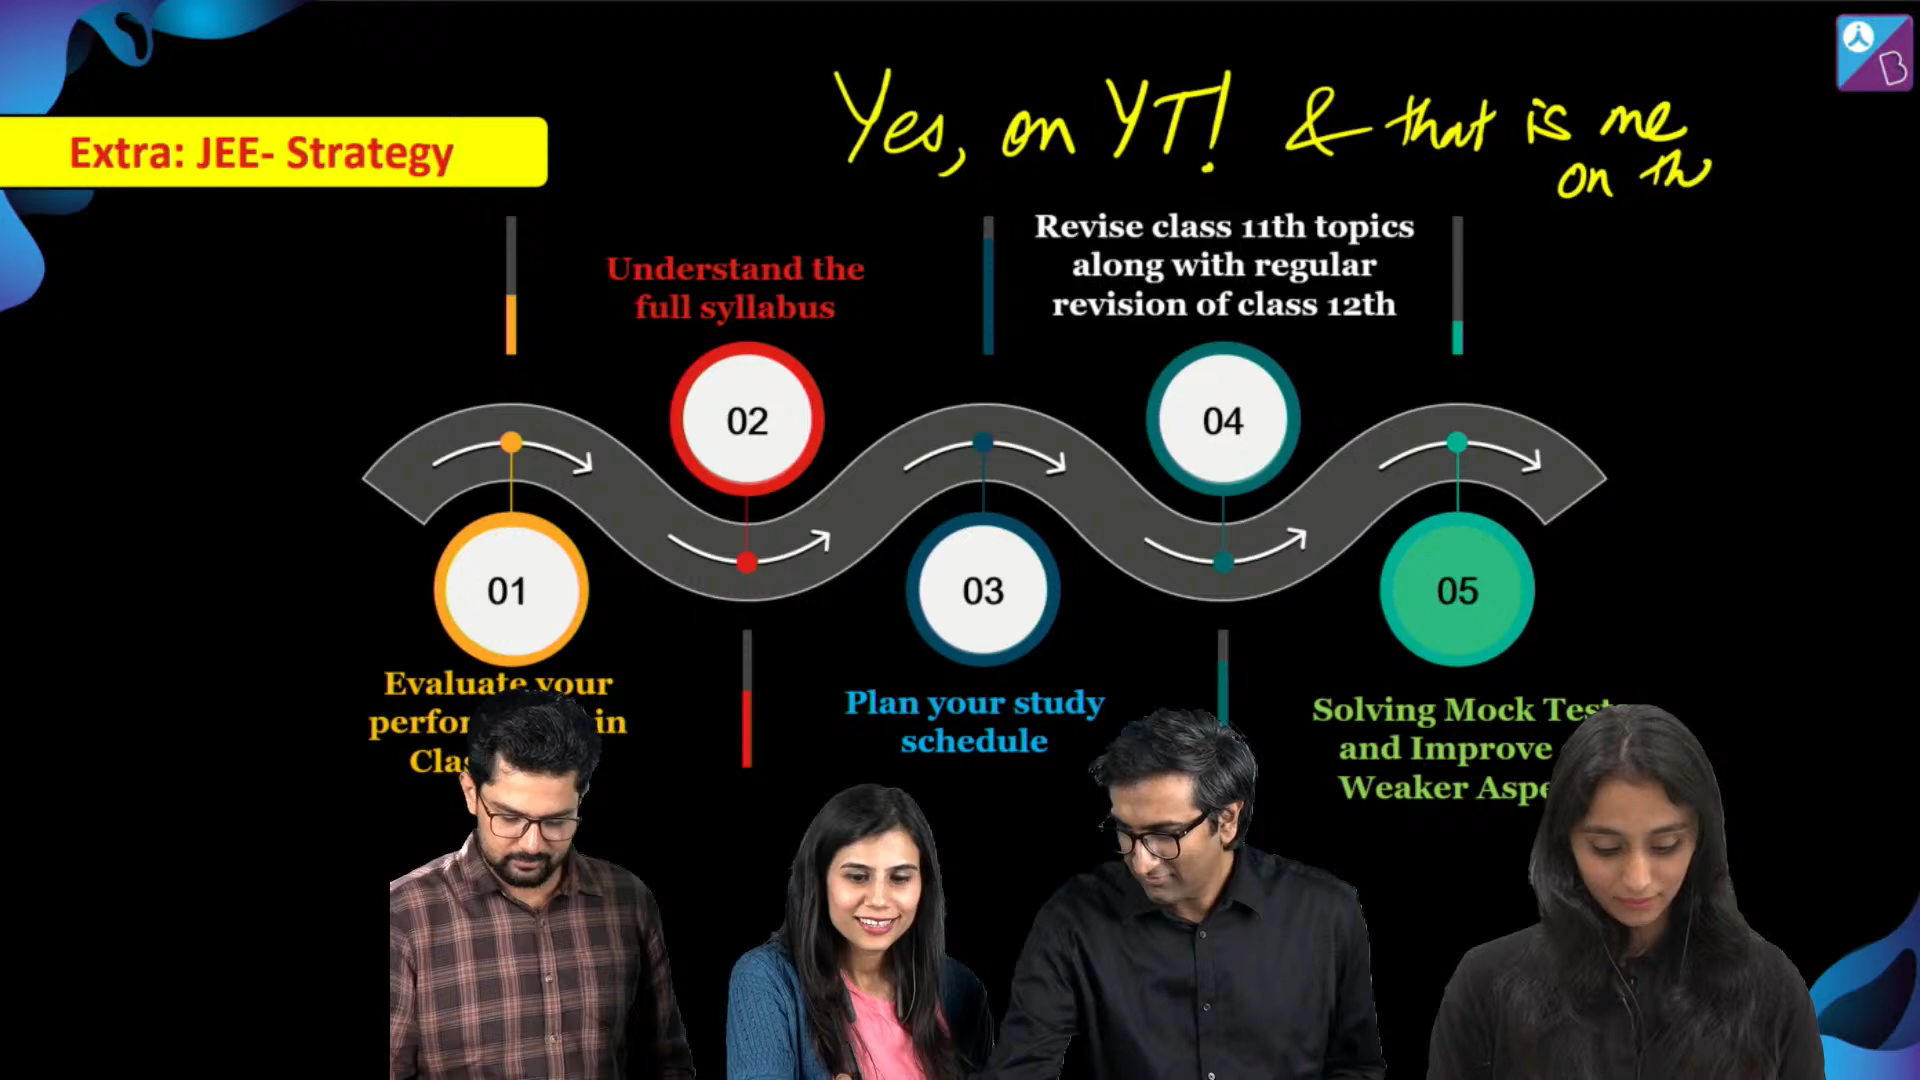 Yes, on YT! & that is me
on th
Extra: JEE- Strategy
Understand the
full syllabus
Revise class 11th topics
along with regular
revision of class 12th
02
04
01
03
05
Evaluate your
in
Plan your study
schedule
Solving Mock
and Improve
Weaker
B